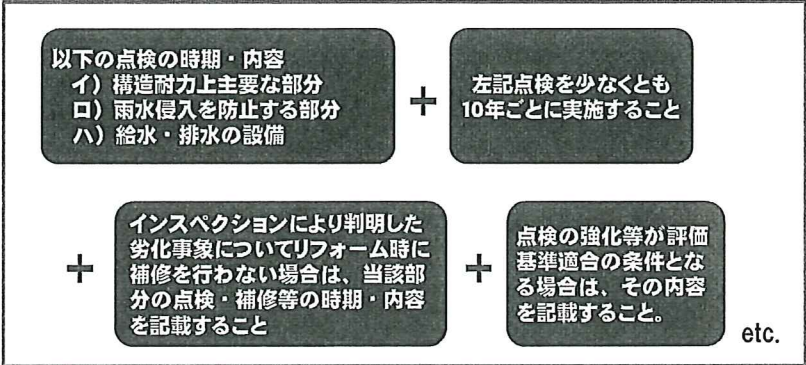 以下の点検の時期・内容
イ）構造耐力上主要な部分
ロ）雨水侵入を防止する部分
ハ）給水・排水の設備
+
左記点検を少なくとも
10年ごとに実施すること
+
インスペクションにより判明した
劣化事象についてリフォーム時に
補修を行わない場合は、当該部
分の点検・補修等の時期・内容
を記載すること
+
点検の強化等が評価
基準適合の条件とな
る場合は、その内容
を記載すること。
etc.